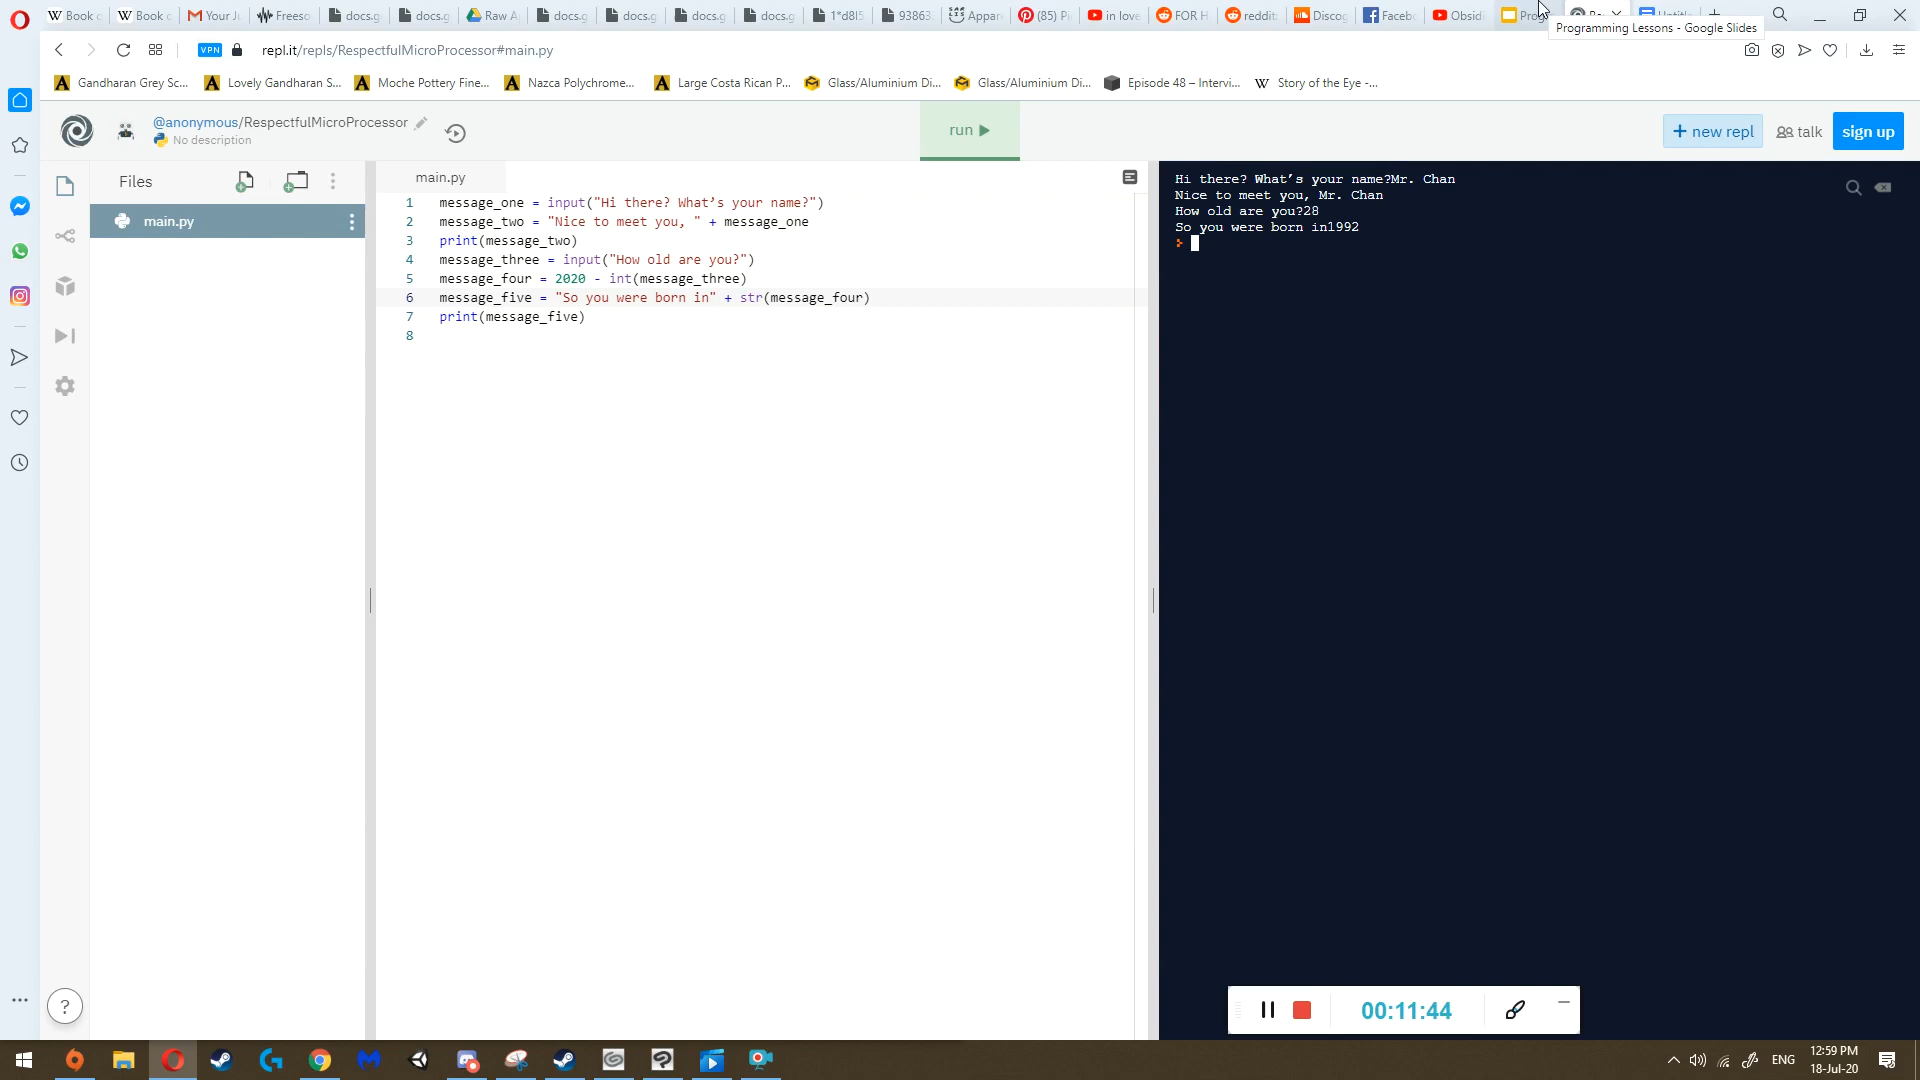 Book
Book
Your
Freeso
docs.g
docs.g
Raw A
docs.g
docs.g
docs.g
docs.g
1*d8I5
93863
Appar
(85) Pi
in love
FOR H
reddit
Discog
Faceb
Obsid
Programming Lessons - Google Slides
VPN
repl.it/repls/RespectfulMicroProcessor#main.py
Gandharan Grey Sc...
Lovely Gandharan S...
Moche Pottery Fine...
Nazca Polychrome...
Large Costa Rican P...
Glass/Aluminium Di...
Glass/Aluminium Di...
Episode 48 – Intervi...
Story of the Eye -...
@anonymous/RespectfulMicroProcessor
No description
run
+ new repl
talk
sign up
Files
main.py
main.py
1 message_one = input("Hi there? What’s your name?")
2 message_two = "Nice to meet you, " + message_one
3 print(message_two)
4 message_three = input("How old are you?")
5 message_four = 2020 - int(message_three)
6 message_five = "So you were born in" + str(message_four)
7 print(message_five)
8
Hi there? What’s your name?Mr. Chan
Nice to meet you, Mr. Chan
How old are you?28
So you were born in1992
?
00:11:44
ENG
12:59 PM
18-Jul-20